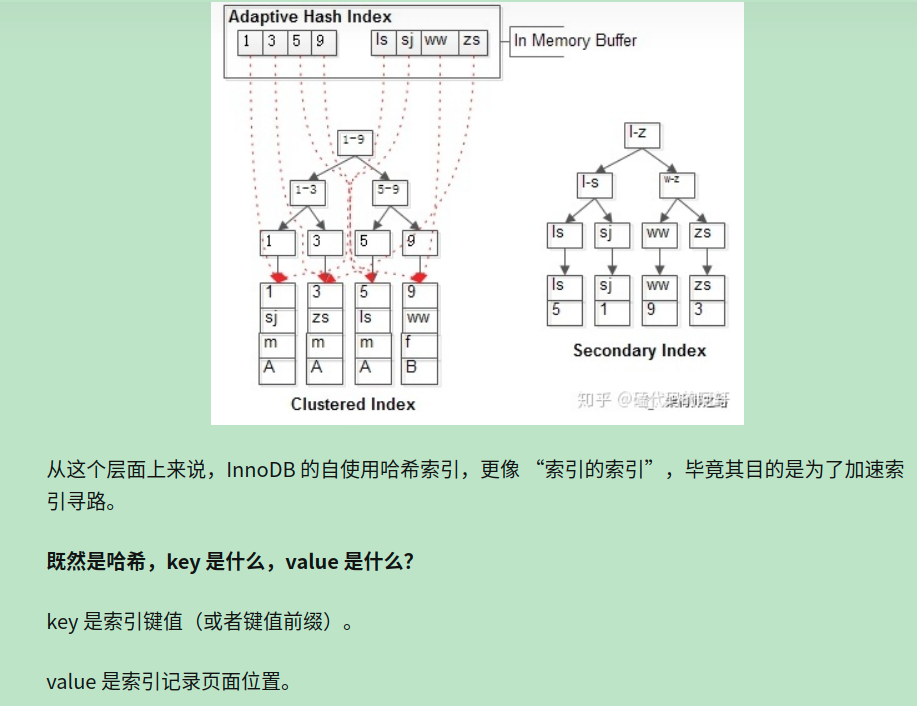 Adaptive Hash Index
1 3 5 9 ls sj ww zs
In Memory Buffer
1-9
1-3 5-9
1 3 5 9
1 3 5 9
sj zs ls ww
m m m f
A A A B
Clustered Index
l-z
l-s w-z
ls sj ww zs
ls sj ww zs
5 1 9 3
Secondary Index
知乎
从这个层面上来说，InnoDB 的自使用哈希索引，更像 “索引的索引”，毕竟其目的是为了加速索
引寻路。
既然是哈希，key 是什么，value 是什么？
key 是索引键值（或者键值前缀）。
value 是索引记录页面位置。